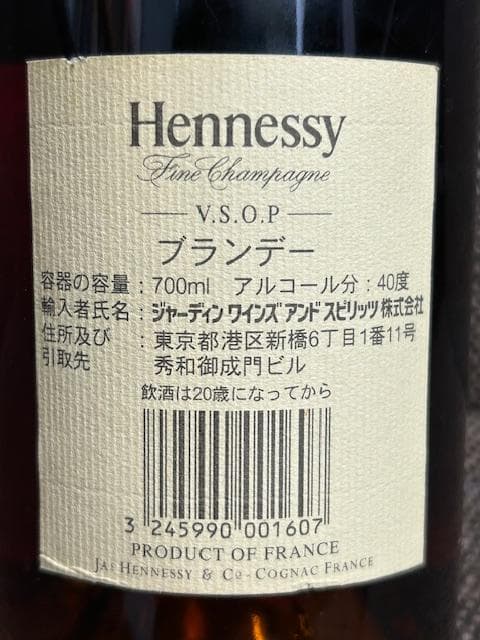 Hennessy
Fine Champagne
V.S.O.P
ブランデー
容器の容量：700ml アルコール分：40度
輸入者氏名：ジャーディン ワインズ アンド スピリッツ 株式会社
住所及び：東京都港区新橋6丁目1番11号
引取先 秀和御成門ビル
飲酒は20歳になってから
3 245990 001607
PRODUCT OF FRANCE
JAS HENNESSY & CO - COGNAC FRANCE